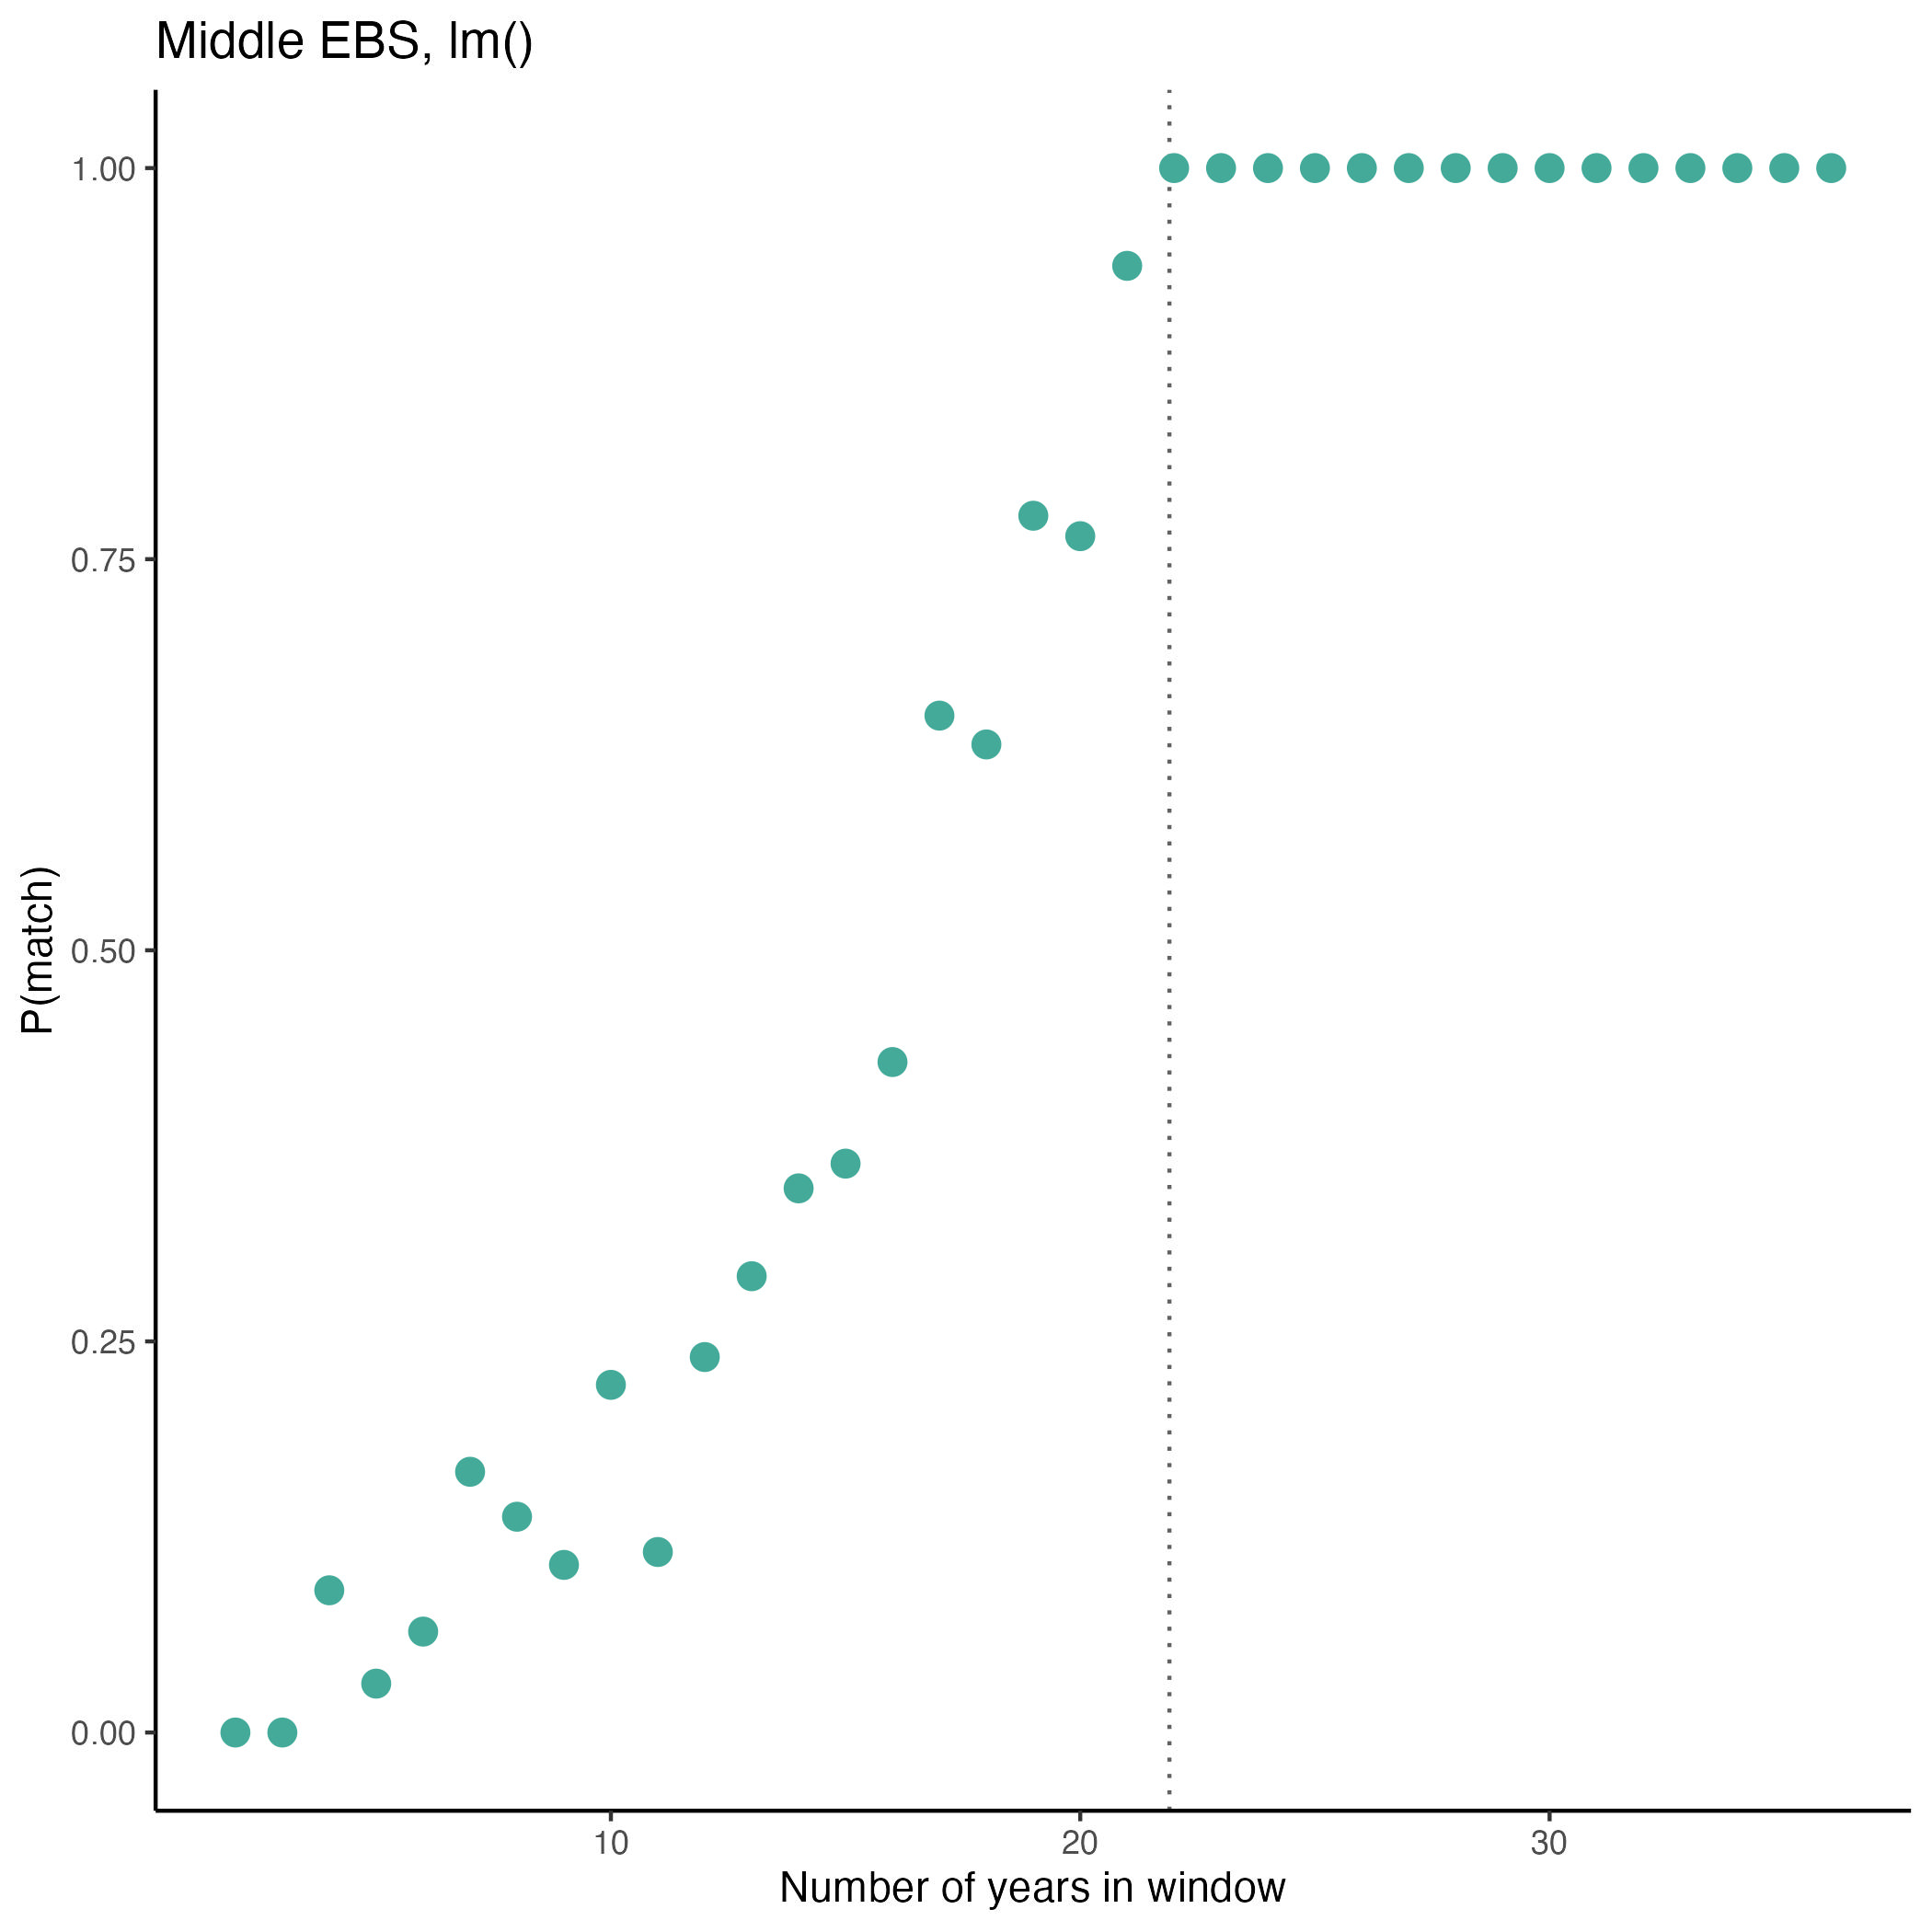 Middle EBS, lm()
1.00
0.75
0.50
0.25
0.00
P(match)
10 20 30
Number of years in window